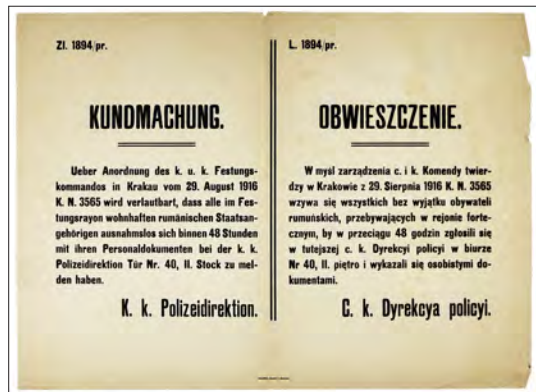 Zl. 1894/pr.
KUNDMACHUNG.
Ueber Anordnung des k. u. k. Festungs-
kommandos in Krakau vom 29. August 1916
K. N. 3565 wird verlautbart, dass alle im Fes-
tungsrayon wohnhaften rumänischen Staatsan-
gehörigen ausnahmslos sich binnen 48 Stunden
mit ihren Personaldokumenten bei der k. k.
Polizeidirektion Tür Nr. 40, II. Stock zu mel-
den haben.
K. k. Polizeidirektion.
L. 1894/pr.
OBWIESZCZENIE.
W myśl zarządzenia c. i k. Komendy twier-
dzy w Krakowie z 29. Sierpnia 1916 K. N. 3565
wzywa się wszystkich bez wyjątku obywateli
rumuńskich, przebywających w rejonie forte-
cznym, by w przeciągu 48 godzin zgłosili się
w tutejszej c. k. Dyrekcyi policyi w biurze
Nr 40, II. piętro i wykazali się osobistymi do-
kumentami.
C. k. Dyrekcya policyi.